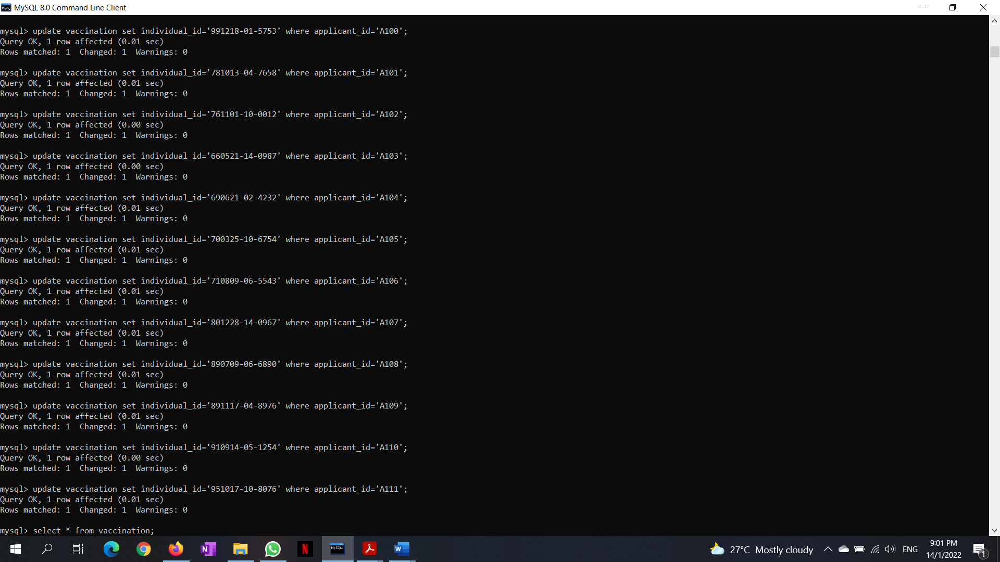 MySQL 8.0 Command Line Client
mysql> update vaccination set individual_id='991218-01-5753' where applicant_id='A100';
Query OK, 1 row affected (0.01 sec)
Rows matched: 1  Changed: 1  Warnings: 0
mysql> update vaccination set individual_id='781013-04-7658' where applicant_id='A101';
Query OK, 1 row affected (0.01 sec)
Rows matched: 1  Changed: 1  Warnings: 0
mysql> update vaccination set individual_id='761101-10-0012' where applicant_id='A102';
Query OK, 1 row affected (0.00 sec)
Rows matched: 1  Changed: 1  Warnings: 0
mysql> update vaccination set individual_id='660521-14-0987' where applicant_id='A103';
Query OK, 1 row affected (0.00 sec)
Rows matched: 1  Changed: 1  Warnings: 0
mysql> update vaccination set individual_id='690621-02-4232' where applicant_id='A104';
Query OK, 1 row affected (0.01 sec)
Rows matched: 1  Changed: 1  Warnings: 0
mysql> update vaccination set individual_id='700325-10-6754' where applicant_id='A105';
Query OK, 1 row affected (0.01 sec)
Rows matched: 1  Changed: 1  Warnings: 0
mysql> update vaccination set individual_id='710809-06-5543' where applicant_id='A106';
Query OK, 1 row affected (0.01 sec)
Rows matched: 1  Changed: 1  Warnings: 0
mysql> update vaccination set individual_id='801228-14-0967' where applicant_id='A107';
Query OK, 1 row affected (0.01 sec)
Rows matched: 1  Changed: 1  Warnings: 0
mysql> update vaccination set individual_id='890709-06-6890' where applicant_id='A108';
Query OK, 1 row affected (0.01 sec)
Rows matched: 1  Changed: 1  Warnings: 0
mysql> update vaccination set individual_id='891117-04-8976' where applicant_id='A109';
Query OK, 1 row affected (0.01 sec)
Rows matched: 1  Changed: 1  Warnings: 0
mysql> update vaccination set individual_id='910914-05-1254' where applicant_id='A110';
Query OK, 1 row affected (0.00 sec)
Rows matched: 1  Changed: 1  Warnings: 0
mysql> update vaccination set individual_id='951017-10-8076' where applicant_id='A111';
Query OK, 1 row affected (0.01 sec)
Rows matched: 1  Changed: 1  Warnings: 0
mysql> select * from vaccination;
27°C Mostly cloudy
ENG
9:01 PM
14/1/2022
1